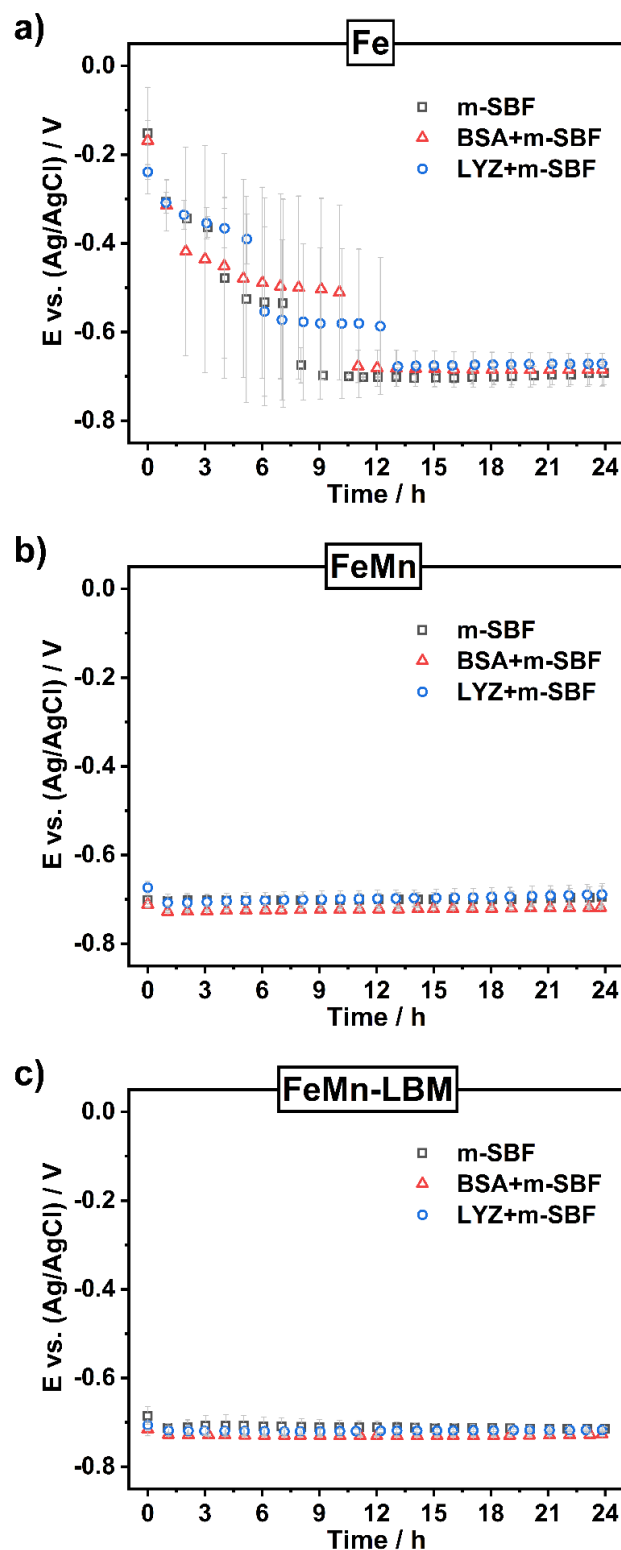 a)
Fe
m-SBF
BSA+m-SBF
LYZ+m-SBF
E vs. (Ag/AgCl) / V
0.0
-0.2
-0.4
-0.6
-0.8
0 3 6 9 12 15 18 21 24
Time / h
b)
FeMn
m-SBF
BSA+m-SBF
LYZ+m-SBF
E vs. (Ag/AgCl) / V
0.0
-0.2
-0.4
-0.6
-0.8
0 3 6 9 12 15 18 21 24
Time / h
c)
FeMn-LBM
m-SBF
BSA+m-SBF
LYZ+m-SBF
E vs. (Ag/AgCl) / V
0.0
-0.2
-0.4
-0.6
-0.8
0 3 6 9 12 15 18 21 24
Time / h